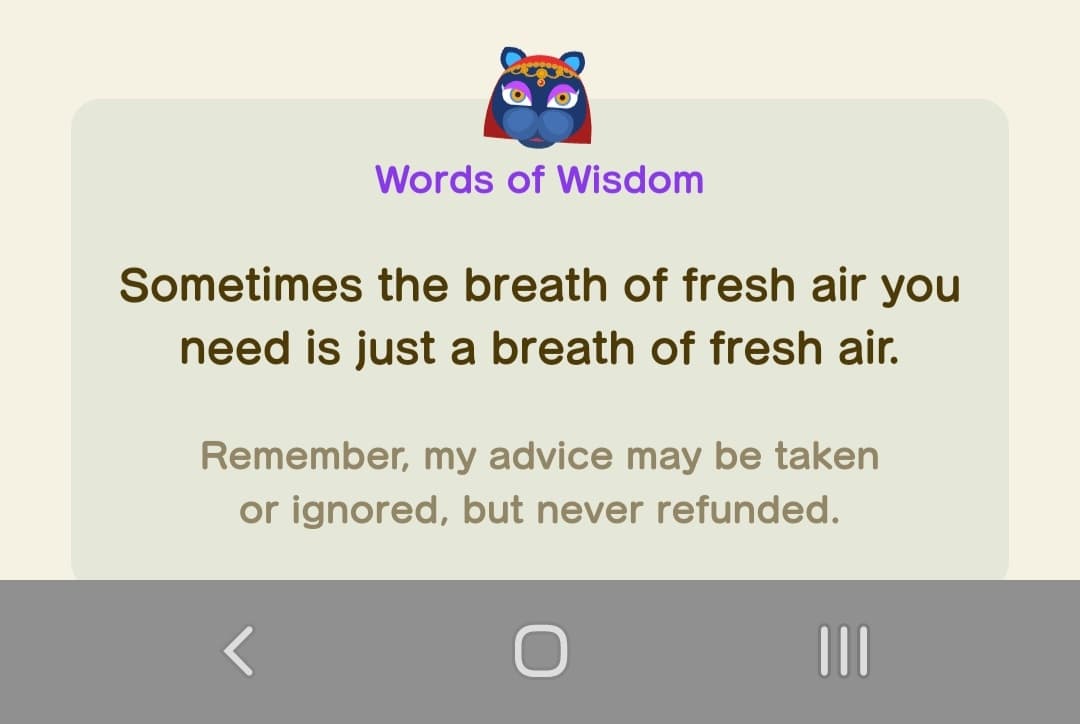 Words of Wisdom
Sometimes the breath of fresh air you
need is just a breath of fresh air.
Remember, my advice may be taken
or ignored, but never refunded.